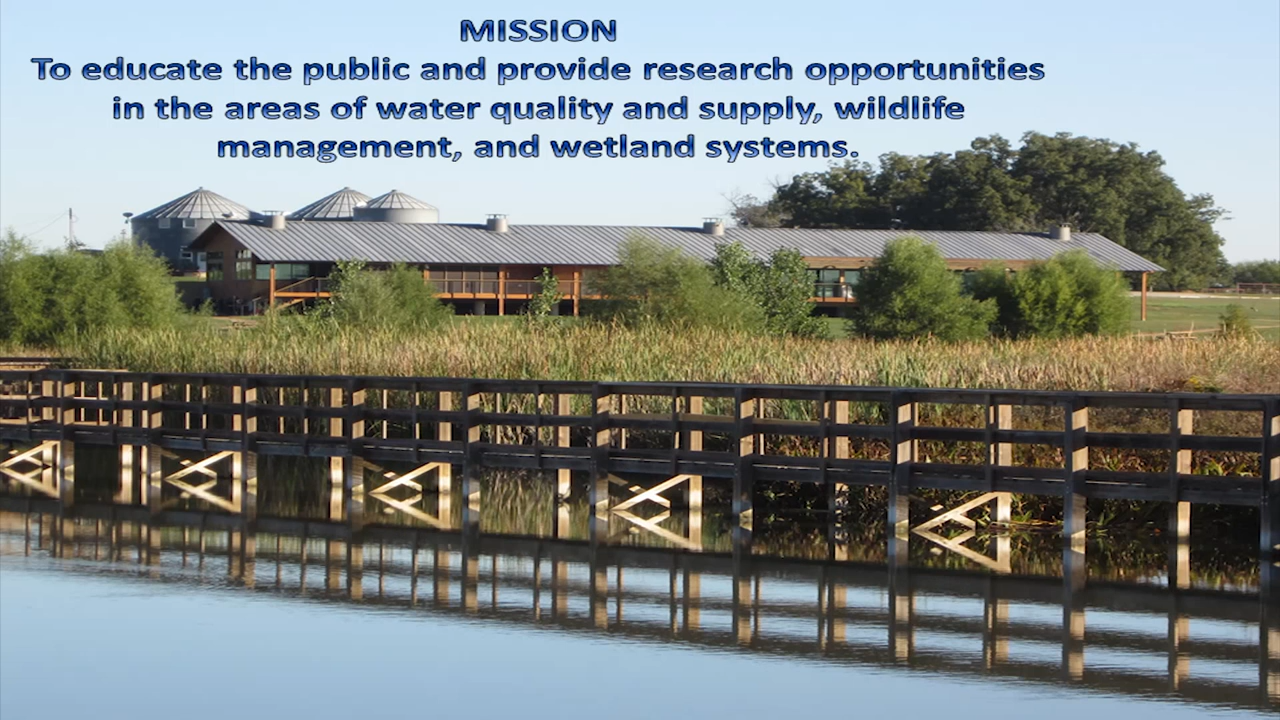 MISSION
To educate the public and provide research opportunities
in the areas of water quality and supply, wildlife
management, and wetland systems.